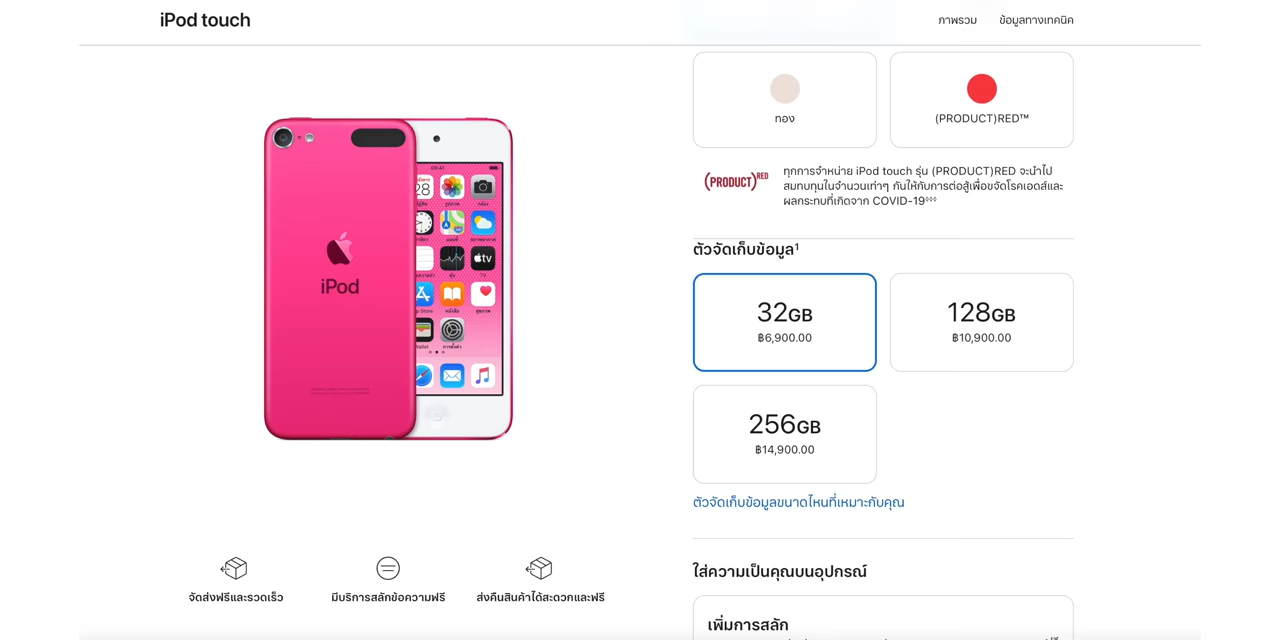 iPod touch
ภาพรวม
ข้อมูลทางเทคนิค
ทอง
(PRODUCT)RED™
(PRODUCT)RED
ทุกการจำหน่าย iPod touch รุ่น (PRODUCT)RED จะนำไป
สมทบทุนในจำนวนเท่าๆ กันให้กับการต่อสู้เพื่อขจัดโรคเอดส์และ
ผลกระทบที่เกิดจาก COVID-19◊◊◊
ตัวจัดเก็บข้อมูล¹
32GB
฿6,900.00
128GB
฿10,900.00
256GB
฿14,900.00
ตัวจัดเก็บข้อมูลขนาดไหนที่เหมาะกับคุณ
ใส่ความเป็นคุณบนอุปกรณ์
เพิ่มการสลัก
iPod
28
tv
TV
จัดส่งฟรีและรวดเร็ว
มีบริการสลักข้อความฟรี
ส่งคืนสินค้าได้สะดวกและฟรี